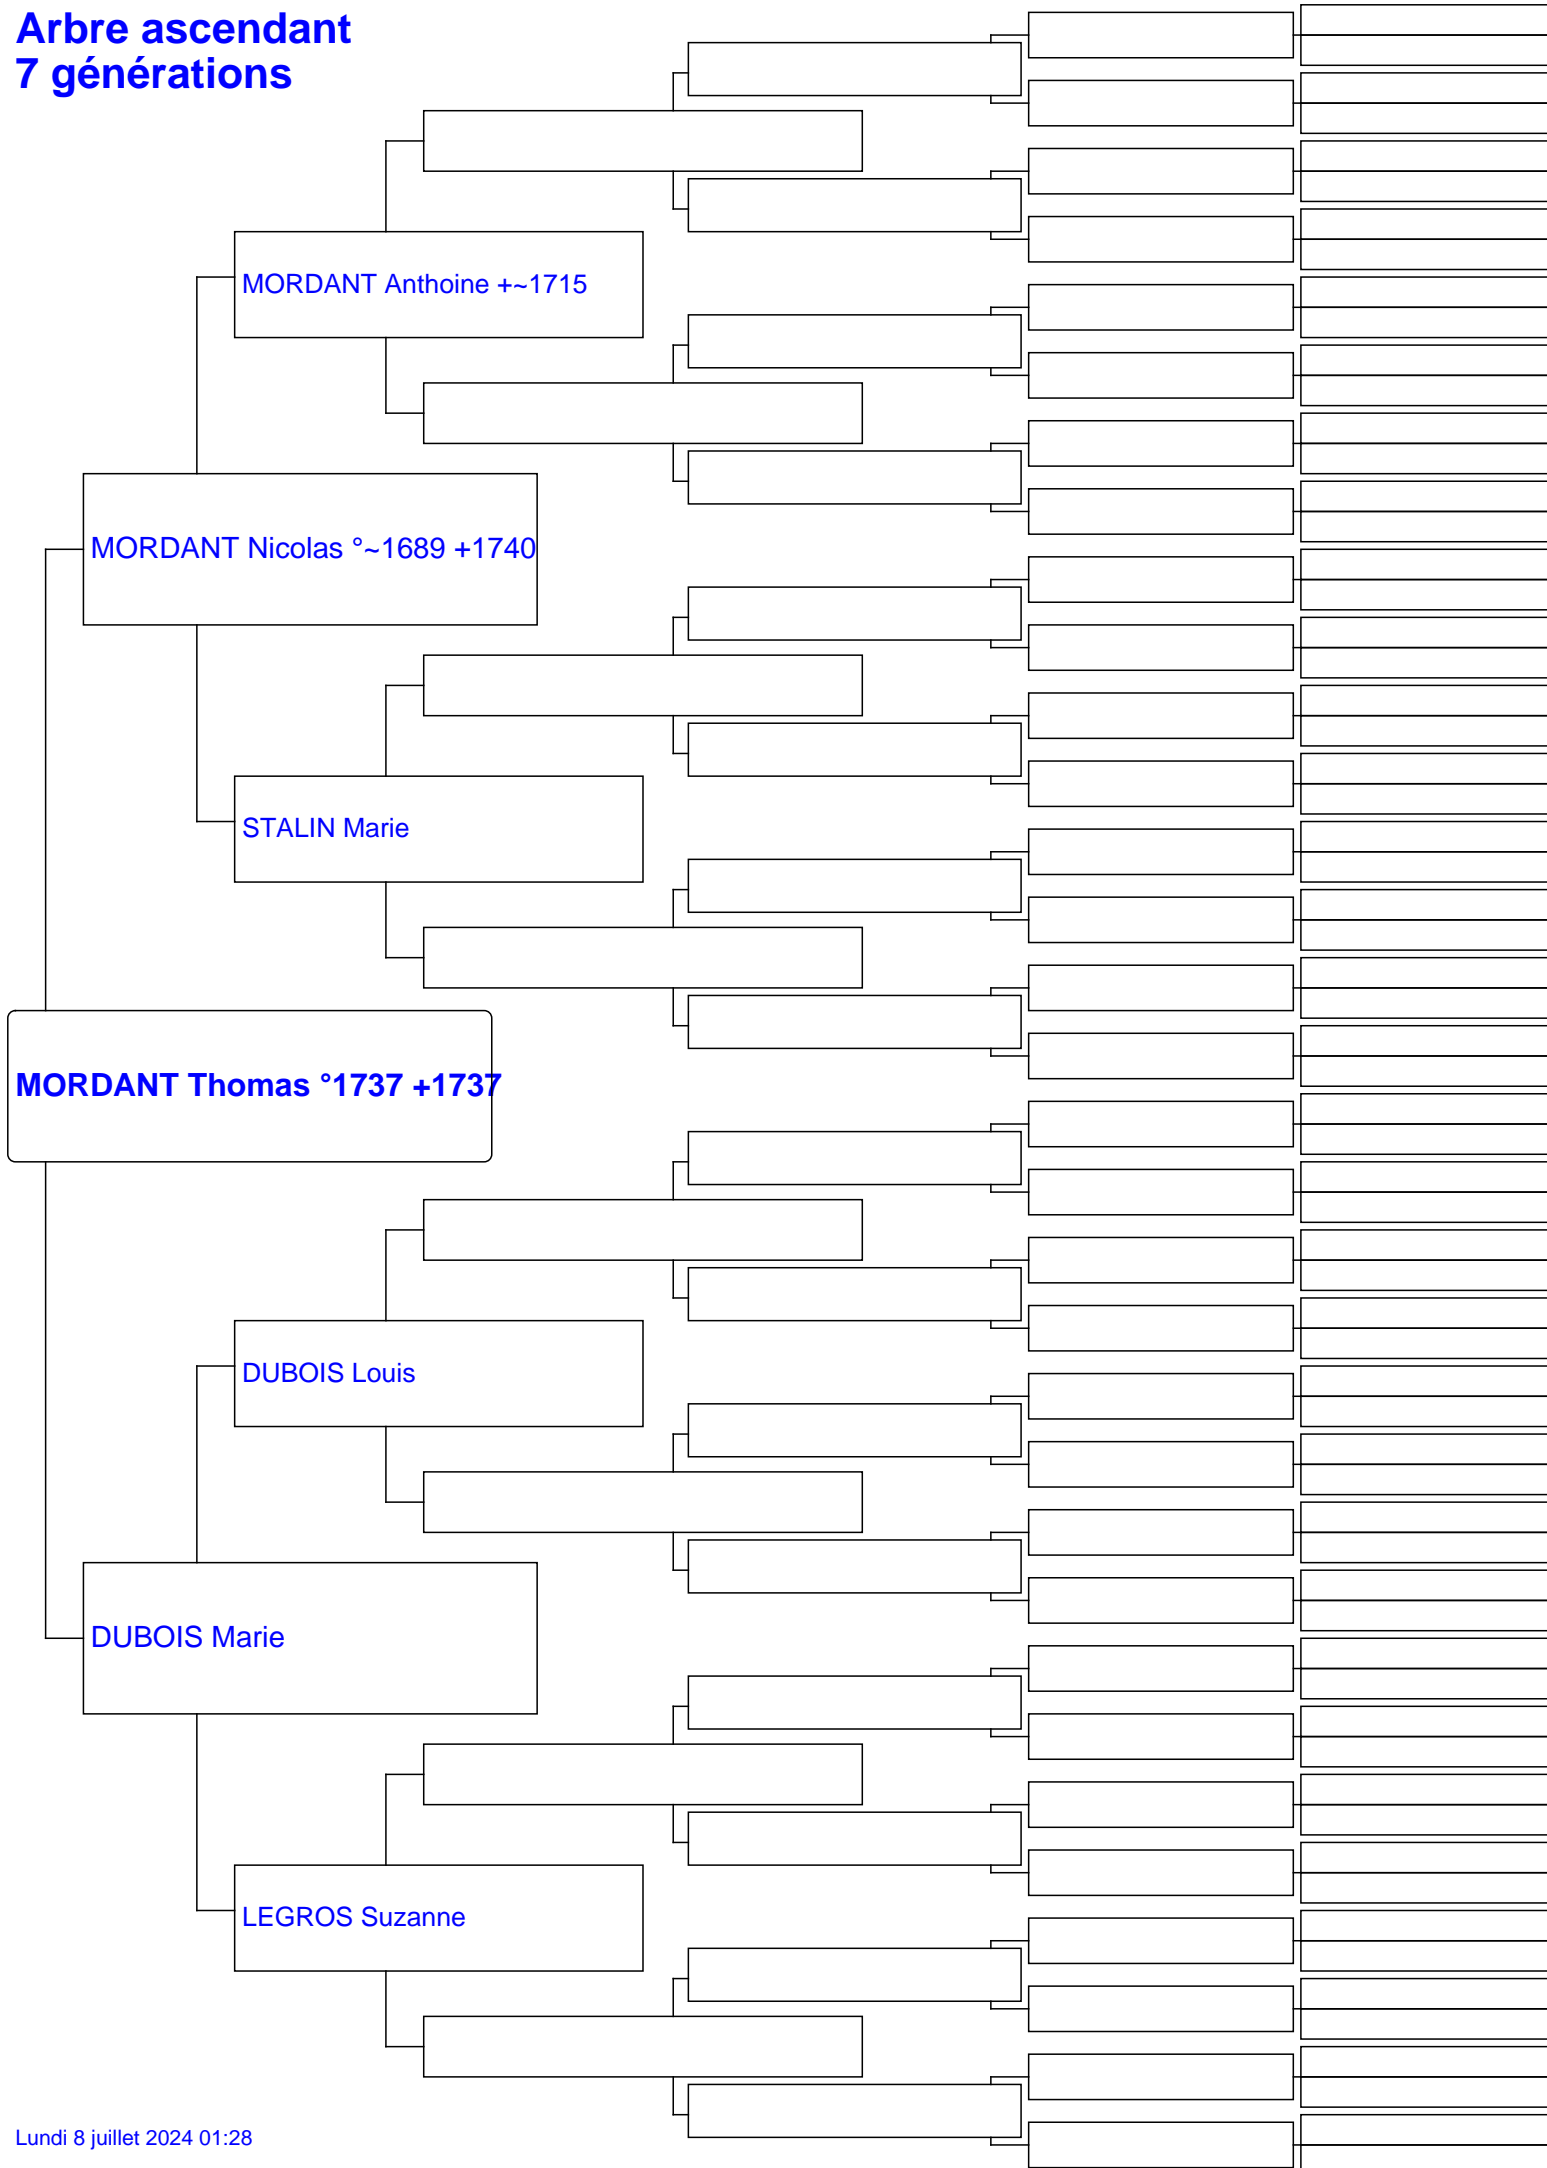 Arbre ascendant
7 générations
MORDANT Anthoine +~1715
MORDANT Nicolas °~1689 +1740
STALIN Marie
MORDANT Thomas °1737 +1737
DUBOIS Louis
DUBOIS Marie
LEGROS Suzanne
Lundi 8 juillet 2024 01:28